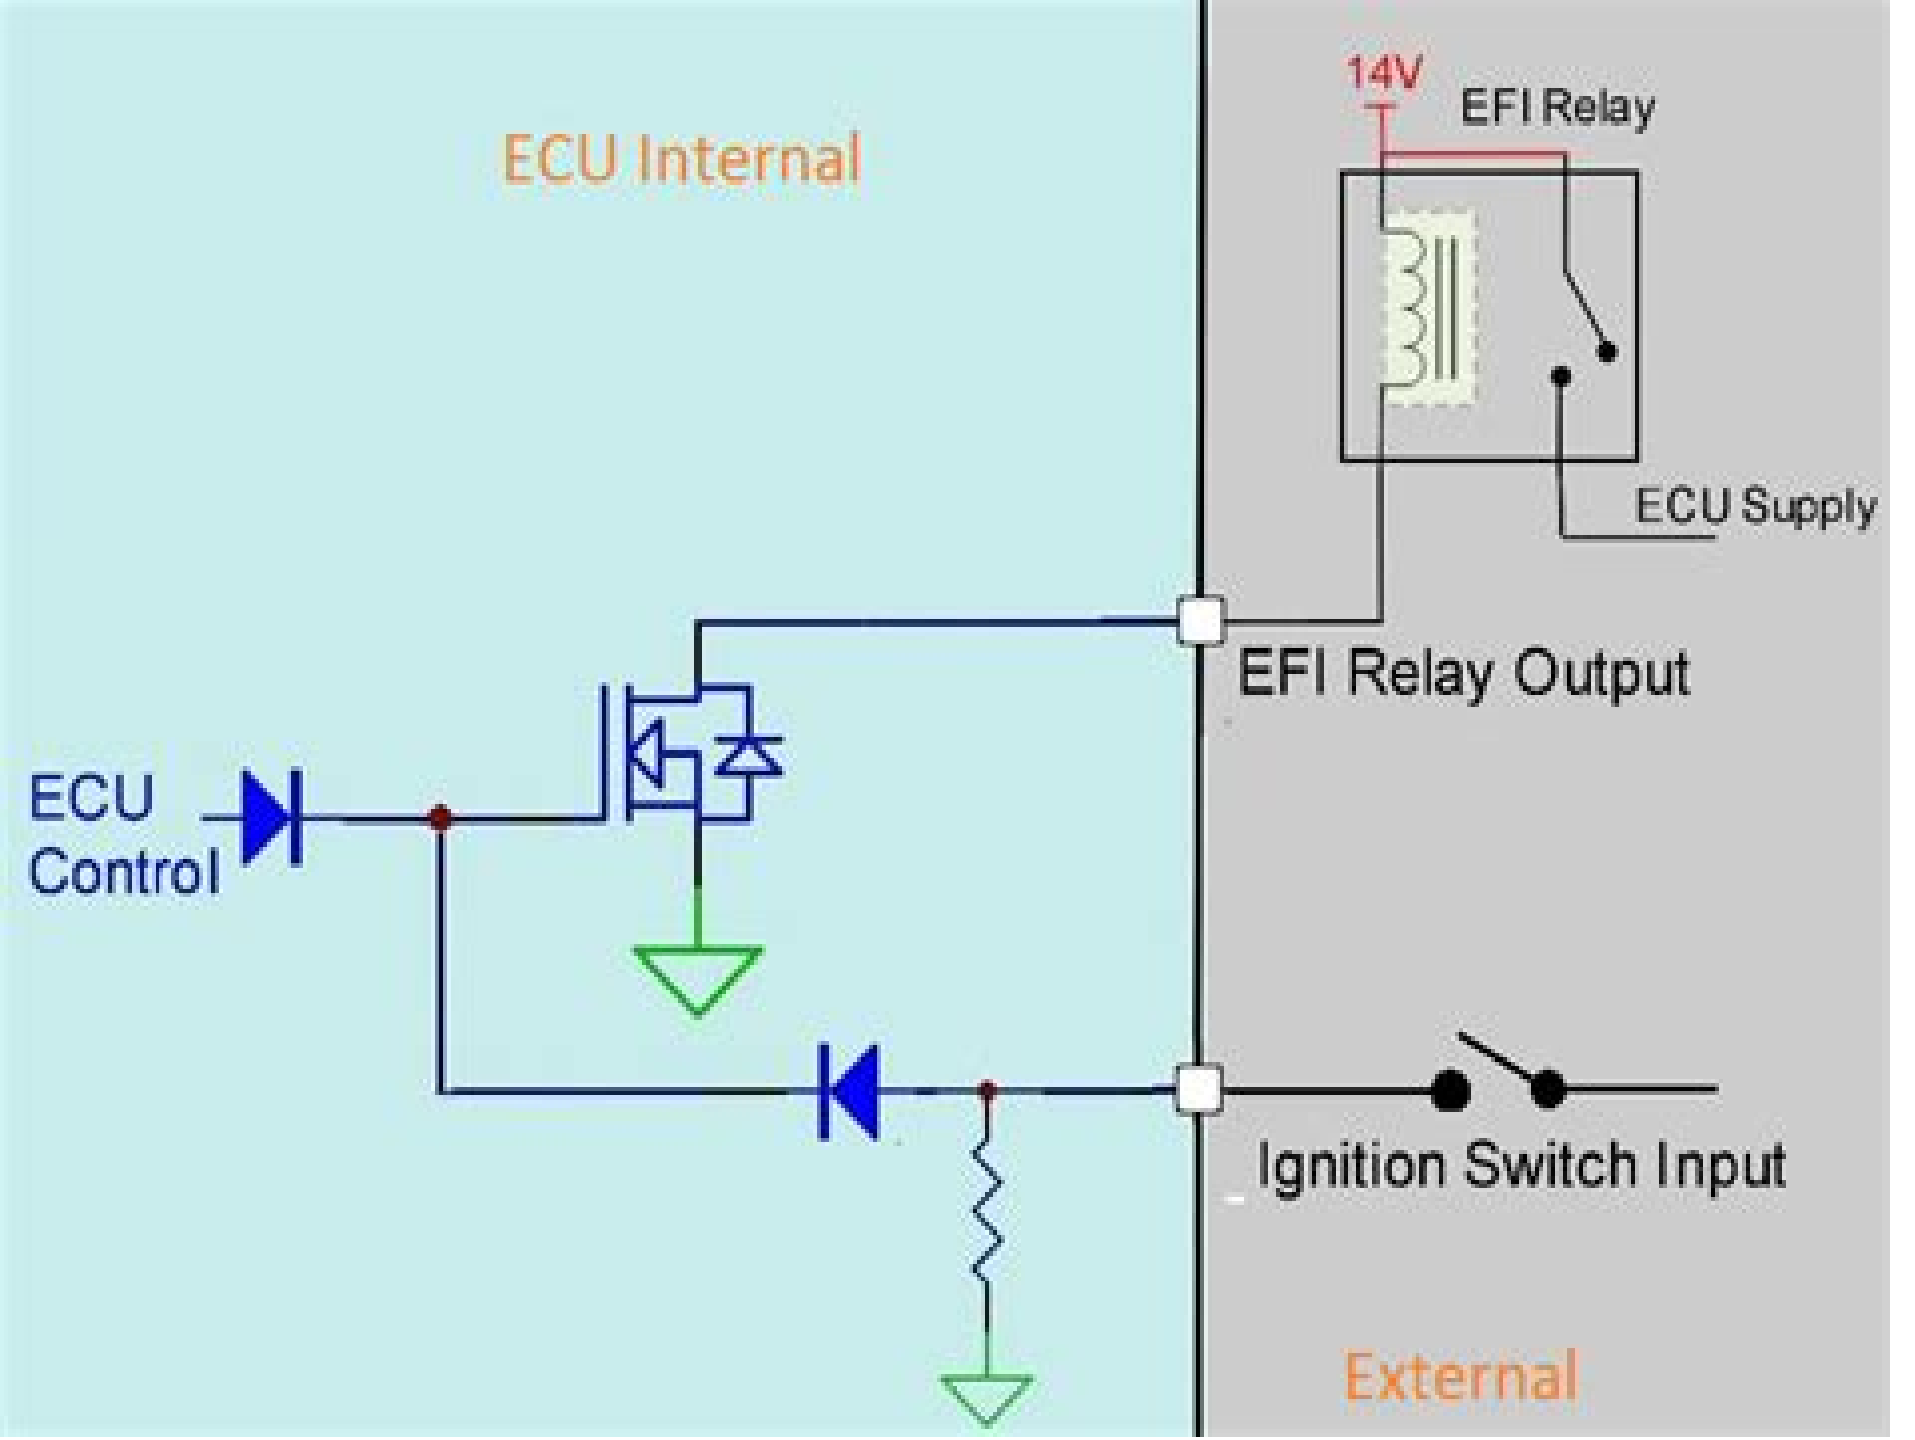 14V
EFI Relay
ECU Internal
ECU Supply
EFI Relay Output
ECU
Control
Ignition Switch Input
External